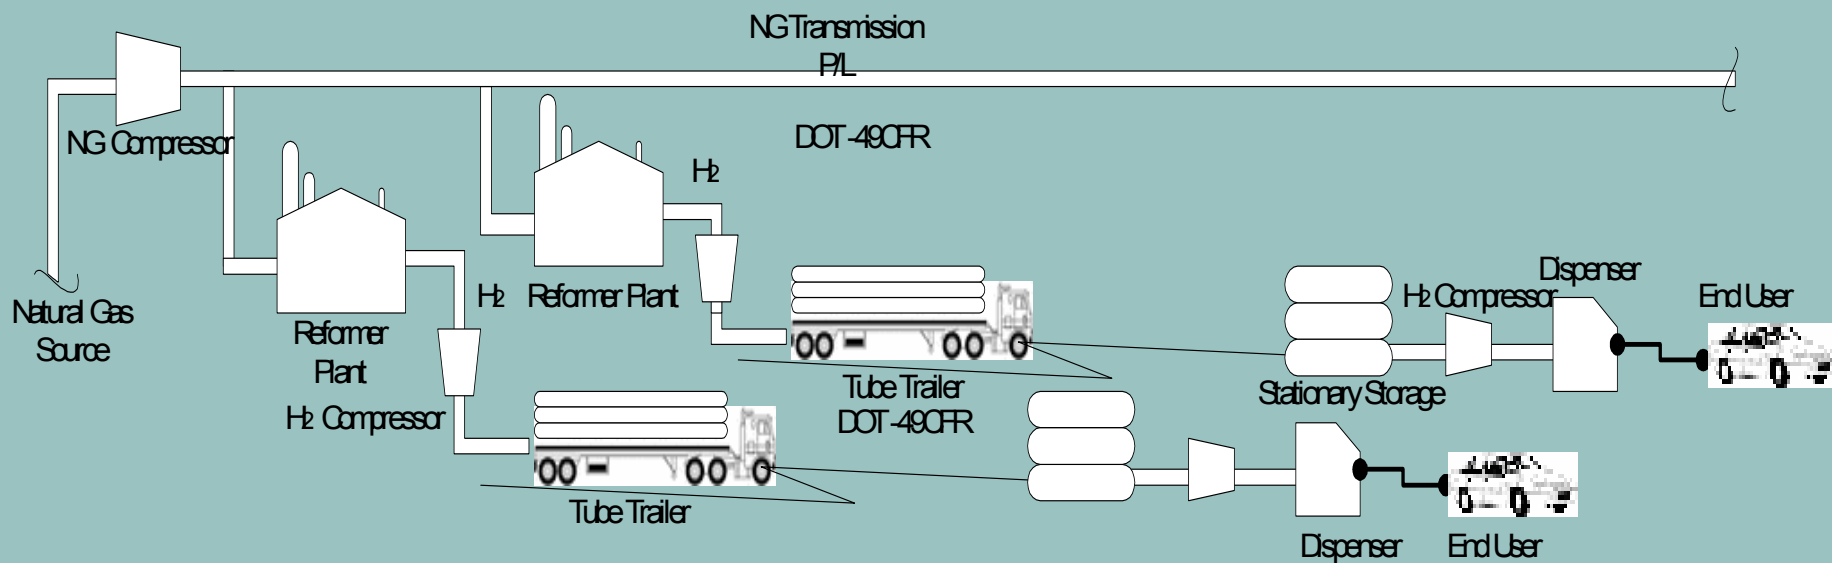 NG Transmission
P/L
NG Compressor
DOT-49CFR
H2
Natural Gas
Source
Reformer
Plant
H2
Reformer Plant
H2 Compressor
Tube Trailer
Tube Trailer
DOT-49CFR
Stationary Storage
H2 Compressor
Dispenser
End User
Dispenser
End User